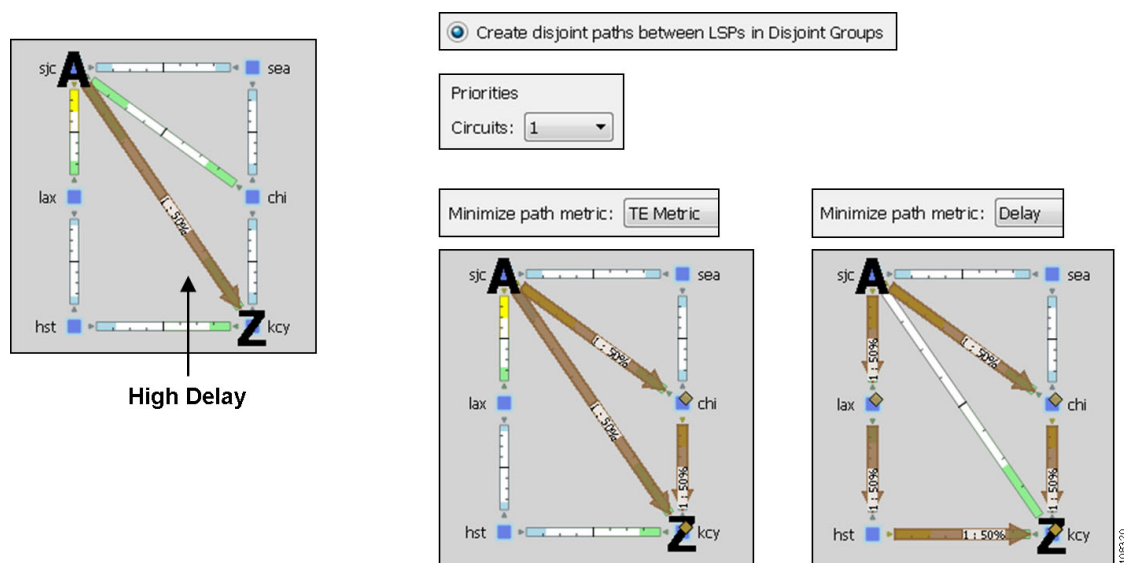 Create disjoint paths between LSPs in Disjoint Groups
Priorities
Circuits: 1
sjc A sea
lax chi
1 : 50%
hst Z kcy
High Delay
Minimize path metric: TE Metric
sjc A sea
1 : 50%
lax chi
1 : 50%
1 : 50%
hst Z kcy
Minimize path metric: Delay
sjc A sea
1 : 50%
1 : 50%
lax chi
1 : 50%
1 : 50%
hst 1 : 50% Z kcy